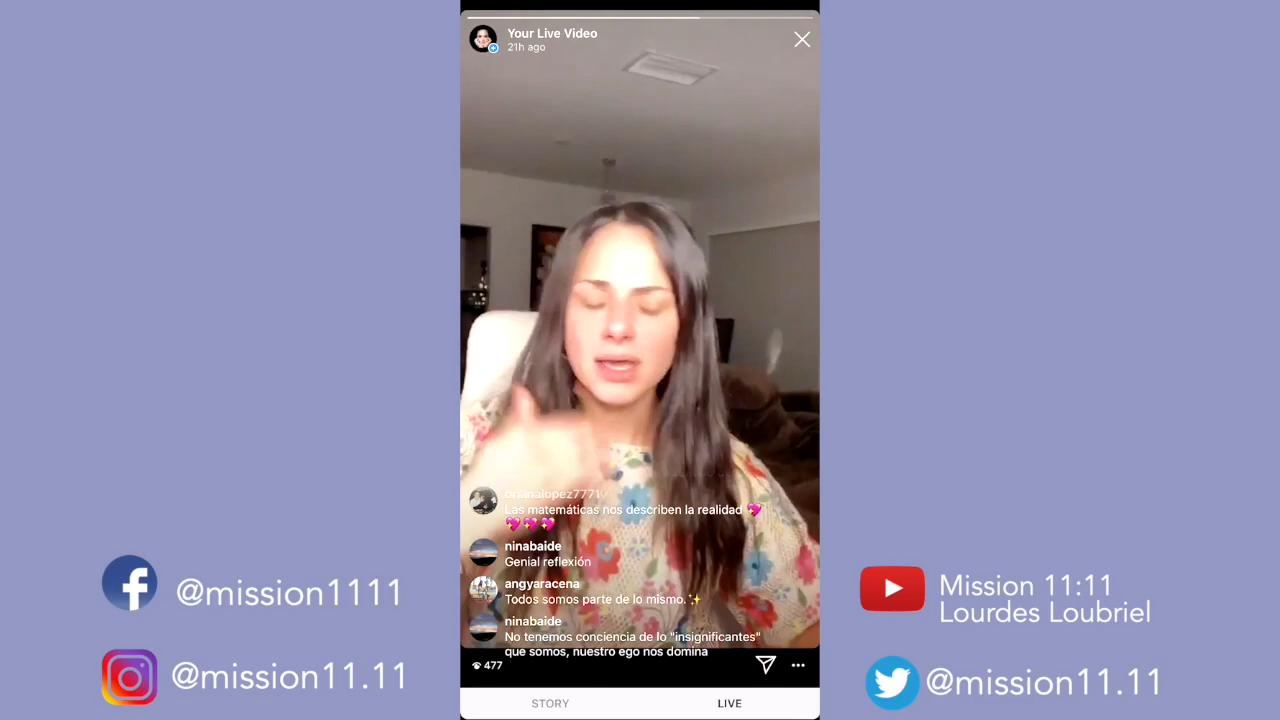 Your Live Video
21h ago
orianalopez7771
Las matemáticas nos describen la realidad 💖
💖💖💖
ninabaide
Genial reflexión
angyaracena
Todos somos parte de lo mismo.✨
ninabaide
No tenemos conciencia de lo "insignificantes"
que somos, nuestro ego nos domina
477
STORY
LIVE
@mission1111
@mission11.11
Mission 11:11
Lourdes Loubriel
@mission11.11